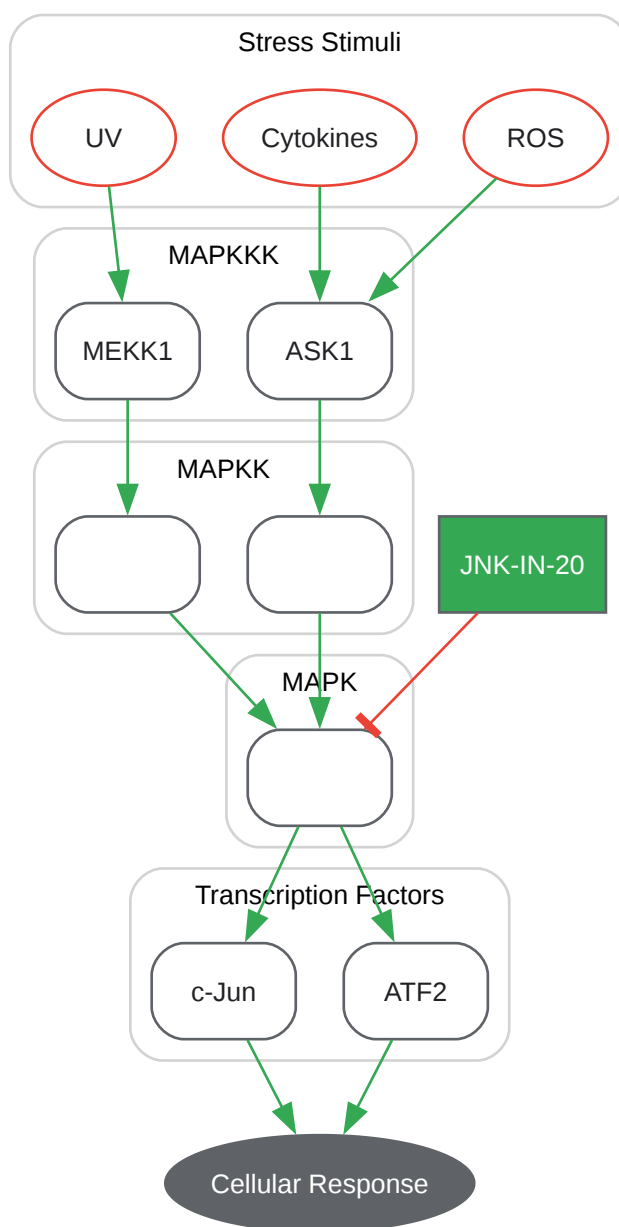 Stress Stimuli
UV
Cytokines
ROS
MAPKKK
MEKK1
ASK1
MAPKK
JNK-IN-20
MAPK
Transcription Factors
c-Jun
ATF2
Cellular Response